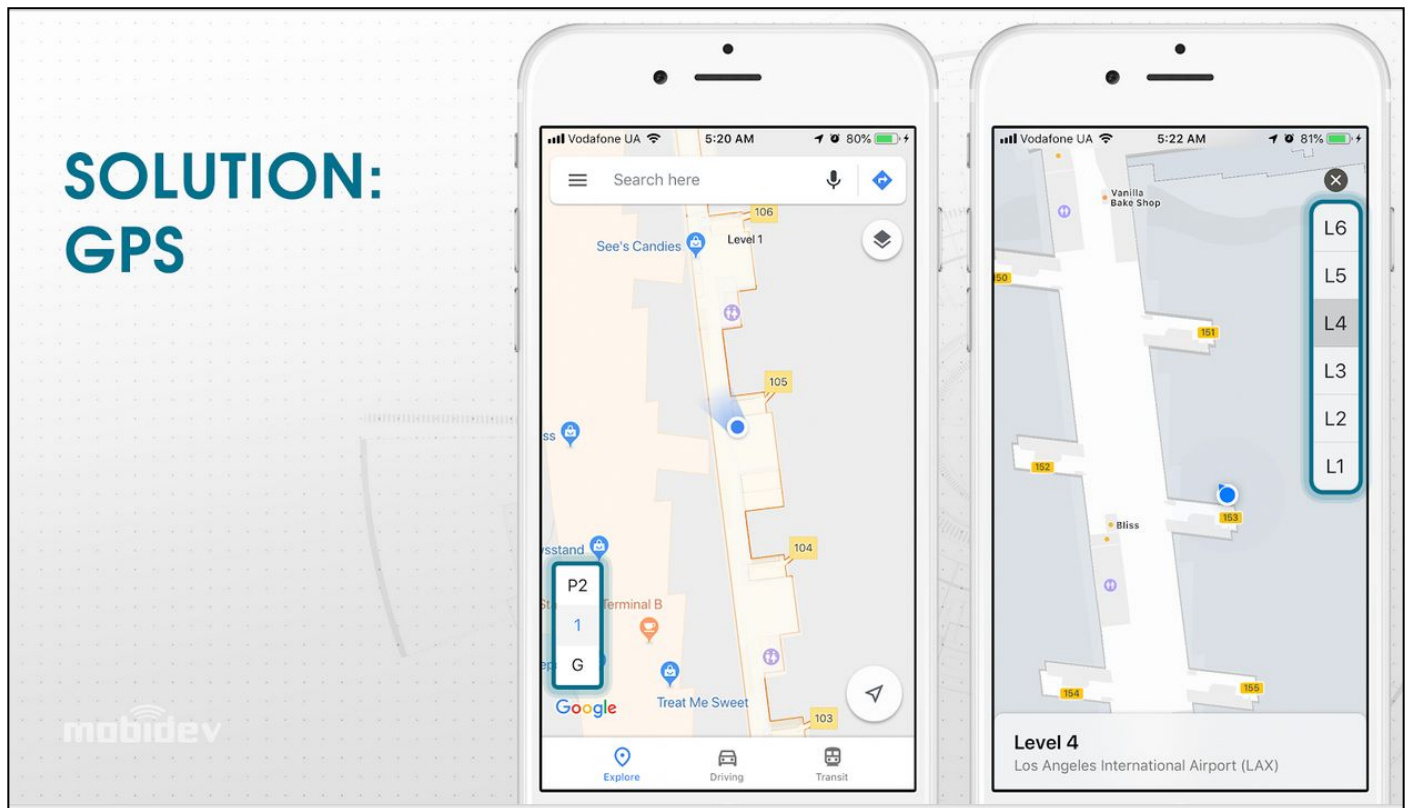 SOLUTION:
GPS
mobidev
Vodafone UA
5:20 AM
80%
Search here
106
See's Candies
Level 1
105
ss
104
sstand
P2
1
G
Terminal B
Treat Me Sweet
Google
103
Explore
Driving
Transit
Vodafone UA
5:22 AM
81%
Vanilla
Bake Shop
L6
L5
L4
L3
L2
L1
50
151
152
153
Bliss
154
155
Level 4
Los Angeles International Airport (LAX)